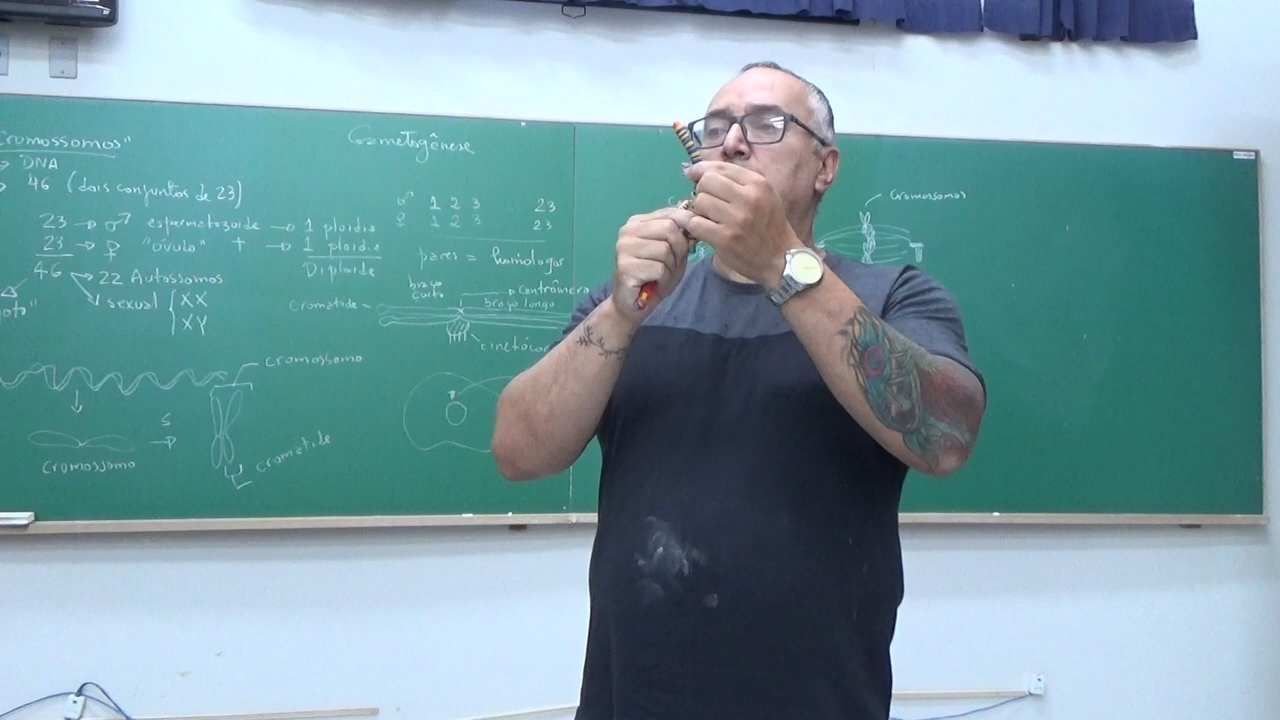 Cromossomos"
→ DNA
46 (dois conjuntos de 23)
23 → ♂ espermatozoide → 1 ploidia
23 → ♀ "óvulo" + → 1 ploidia
46 Diploide
22 Autossomos
sexual { XX
XY
cromossomo
S
Cromossomo
cromatide
Gametogênese
♂ 1 2 3 23
♀ 1 2 3 23
pares = homólogos
braço
curto
centrômero
cromatide
braço longo
Cromossomos